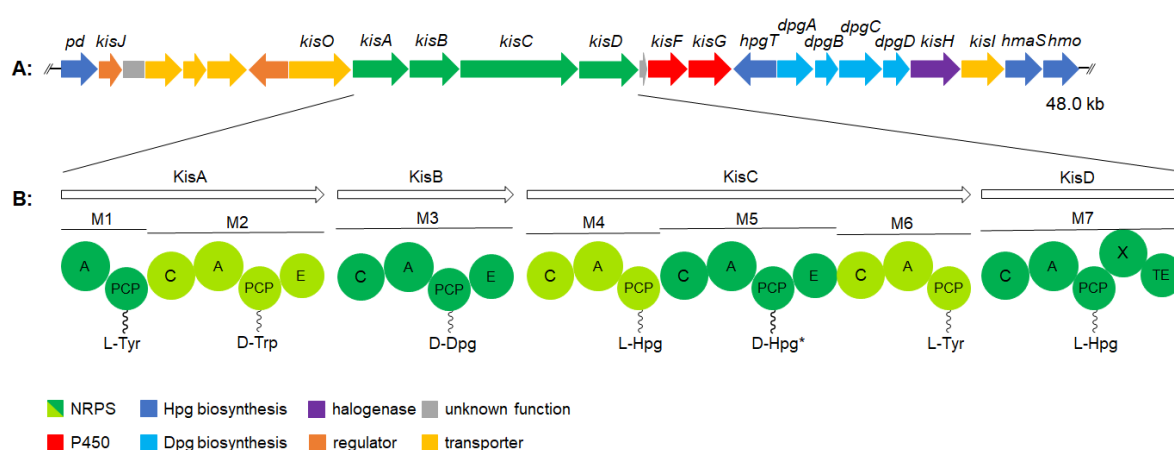 pd kisJ kisO kisA kisB kisC kisD kisF kisG hpgT dpgA dpgB dpgC dpgD kisH kisI hmaS hmo
A:
48.0 kb
B:
KisA KisB KisC KisD
M1 M2 M3 M4 M5 M6 M7
A PCP C A PCP E C A PCP E C A PCP C A PCP E C A PCP C A PCP X TE
L-Tyr D-Trp D-Dpg L-Hpg D-Hpg* L-Tyr L-Hpg
NRPS Hpg biosynthesis halogenase unknown function
P450 Dpg biosynthesis regulator transporter